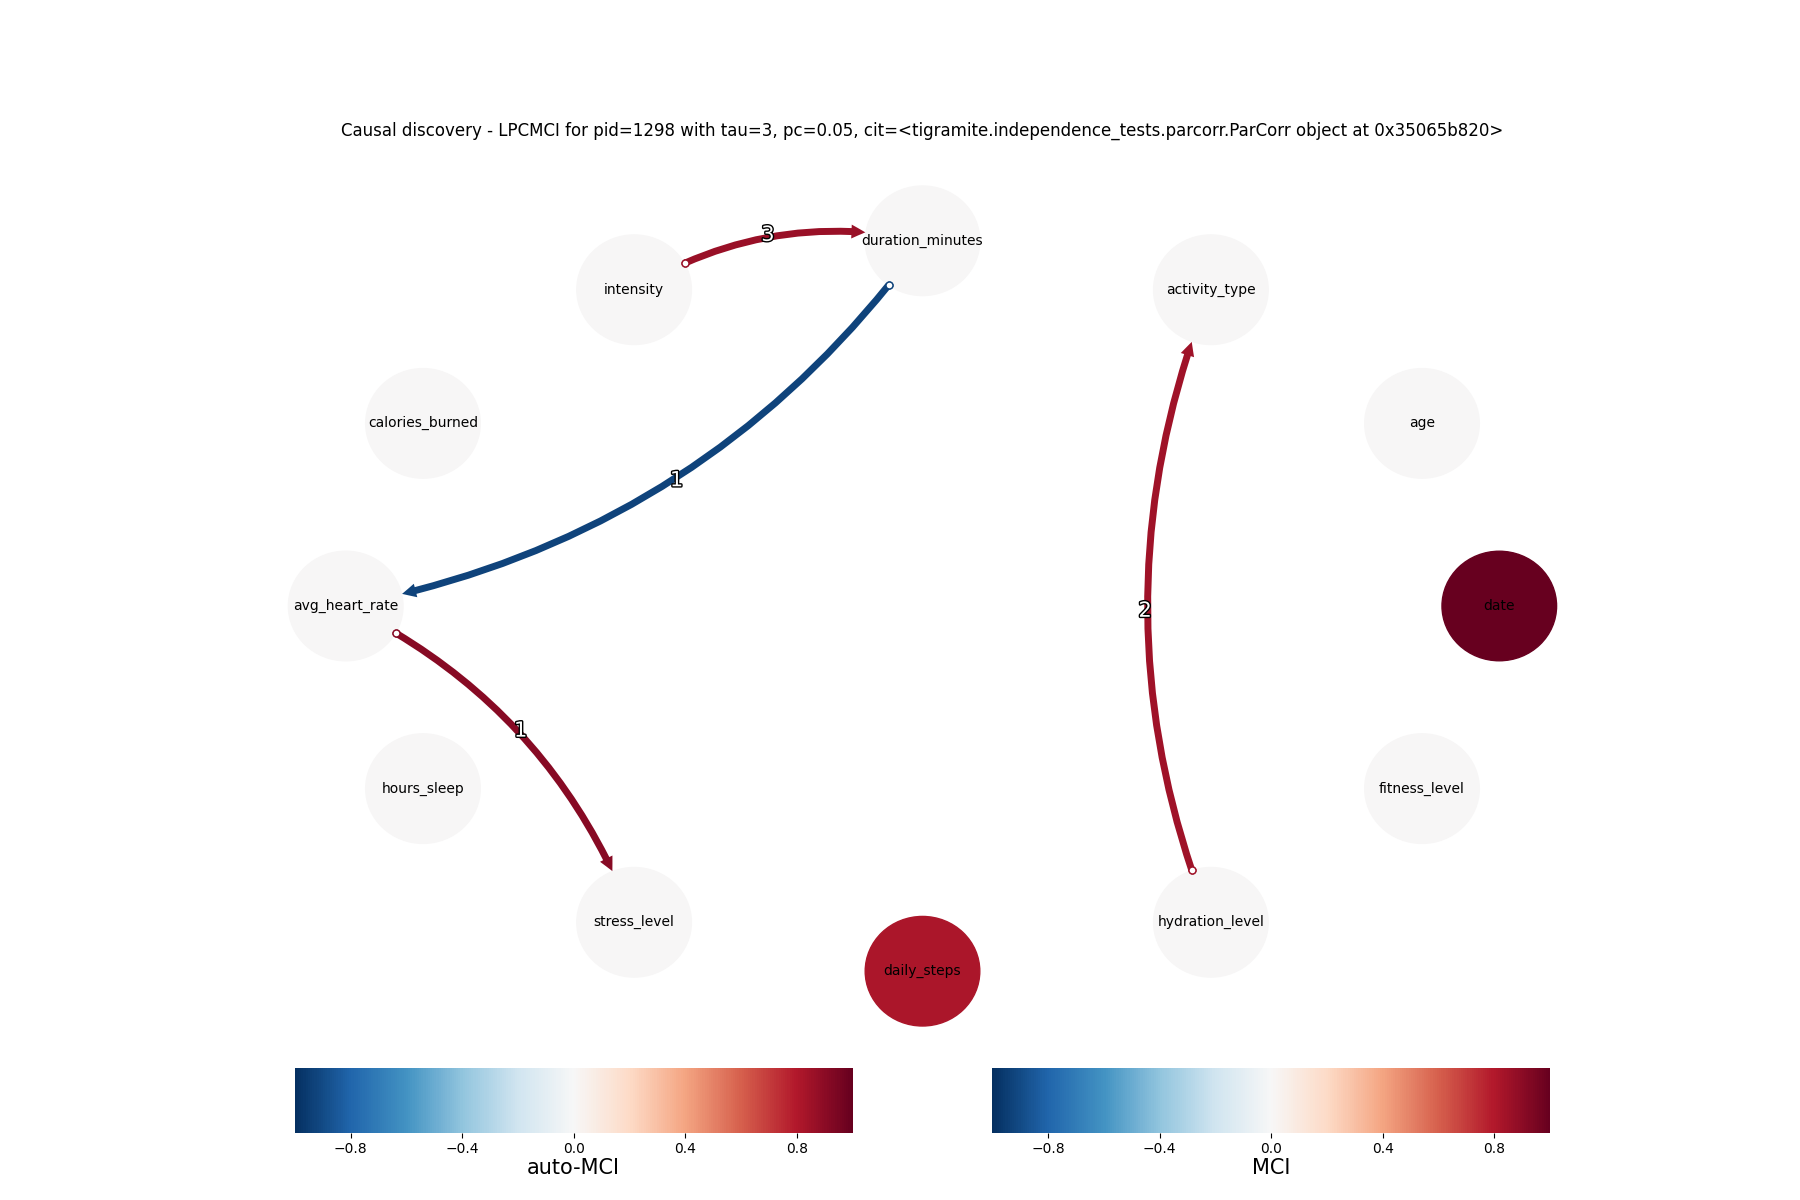 Causal discovery - LPCMCI for pid=1298 with tau=3, pc=0.05, cit=<tigramite.independence_tests.parcorr.ParCorr object at 0x35065b820>
3
duration_minutes
intensity
activity_type
calories_burned
age
1
avg_heart_rate
2
date
1
hours_sleep
fitness_level
stress_level
hydration_level
daily_steps
−0.8 −0.4 0.0 0.4 0.8
auto-MCI
−0.8 −0.4 0.0 0.4 0.8
MCI